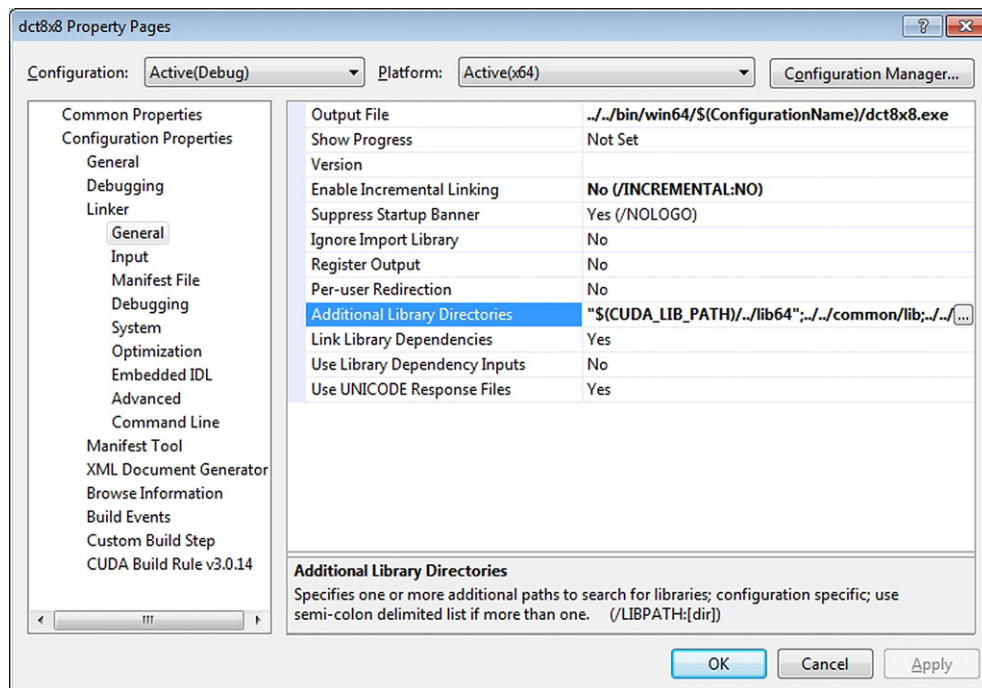 dct8x8 Property Pages
Configuration: Active(Debug) Platform: Active(x64) Configuration Manager...
Common Properties
Configuration Properties
General
Debugging
Linker
General
Input
Manifest File
Debugging
System
Optimization
Embedded IDL
Advanced
Command Line
Manifest Tool
XML Document Generator
Browse Information
Build Events
Custom Build Step
CUDA Build Rule v3.0.14
Output File ../../bin/win64/$(ConfigurationName)/dct8x8.exe
Show Progress Not Set
Version
Enable Incremental Linking No (/INCREMENTAL:NO)
Suppress Startup Banner Yes (/NOLOGO)
Ignore Import Library No
Register Output No
Per-user Redirection No
Additional Library Directories "$(CUDA_LIB_PATH)/../lib64";../../common/lib;../../ ...
Link Library Dependencies Yes
Use Library Dependency Inputs No
Use UNICODE Response Files Yes
Additional Library Directories
Specifies one or more additional paths to search for libraries; configuration specific; use
semi-colon delimited list if more than one. (/LIBPATH:[dir])
OK Cancel Apply